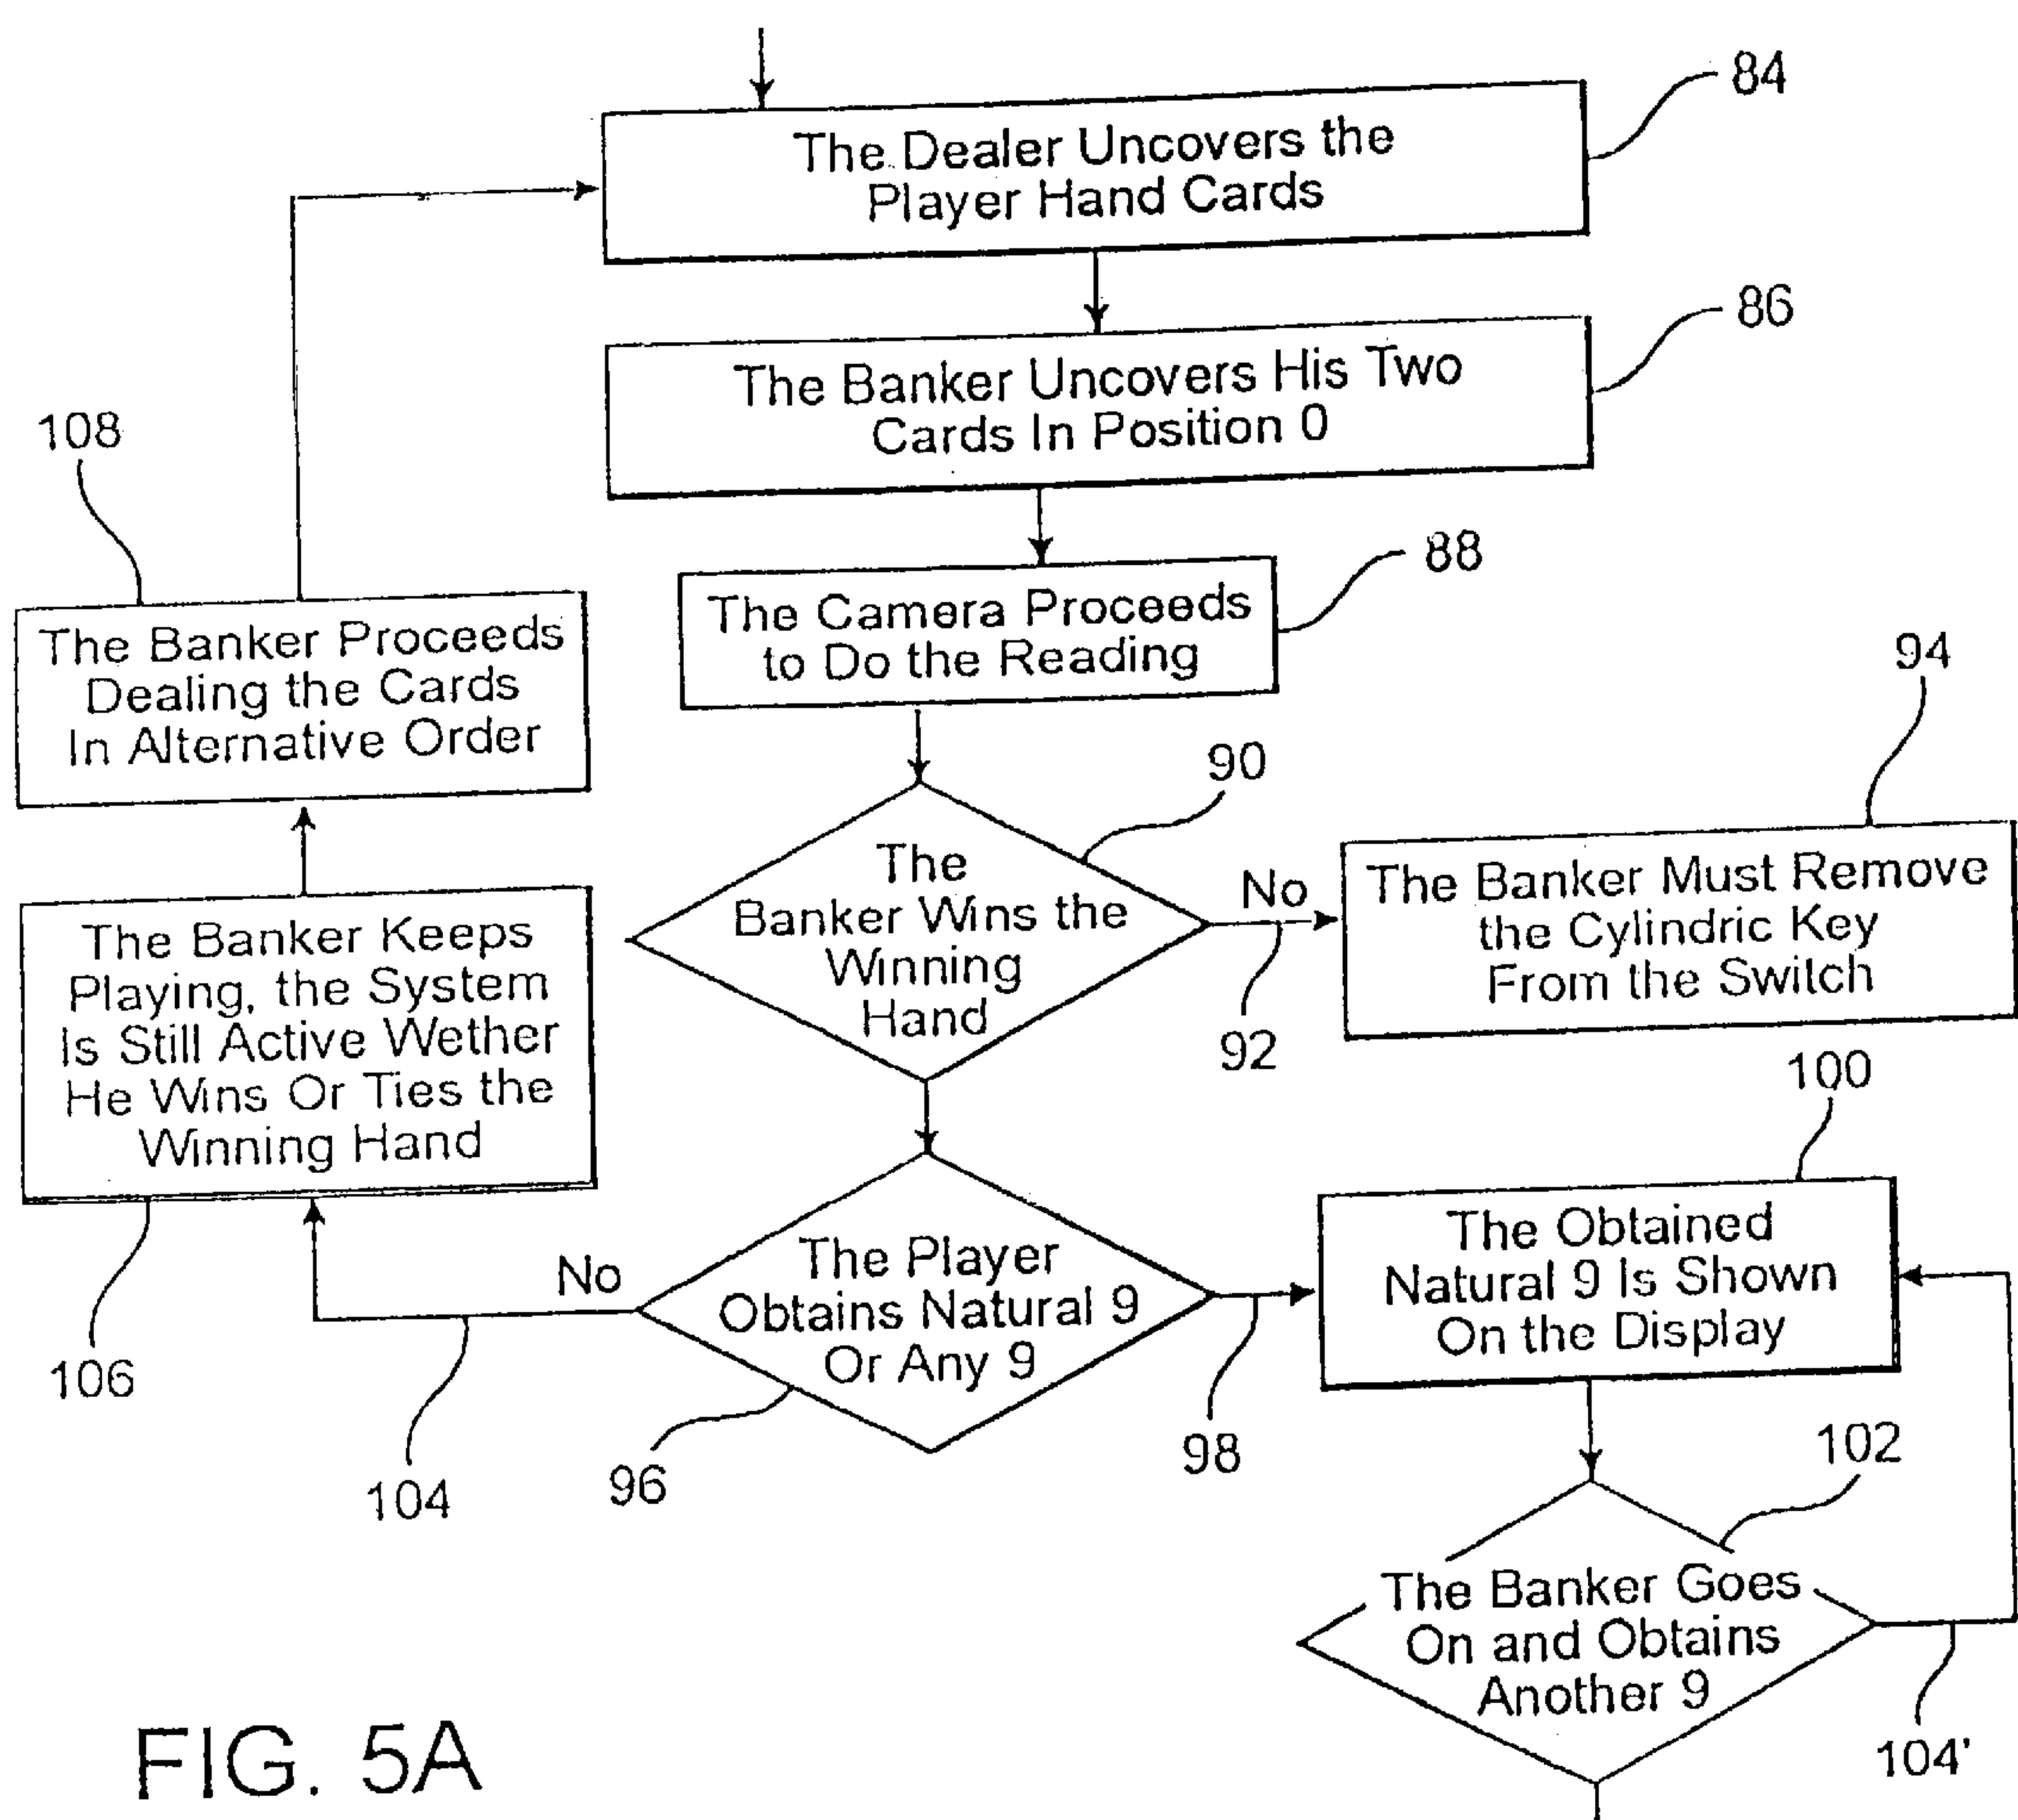 84
The Dealer Uncovers the
Player Hand Cards
86
The Banker Uncovers His Two
Cards In Position 0
108
88
The Camera Proceeds
to Do the Reading
The Banker Proceeds
Dealing the Cards
In Alternative Order
94
90
The
Banker Wins the
Winning
Hand
No
92
The Banker Must Remove
the Cylindric Key
From the Switch
The Banker Keeps
Playing, the System
Is Still Active Wether
He Wins Or Ties the
Winning Hand
106
100
No
104
The Player
Obtains Natural 9
Or Any 9
96
98
The Obtained
Natural 9 Is Shown
On the Display
102
The Banker Goes
On and Obtains
Another 9
104'
FIG. 5A